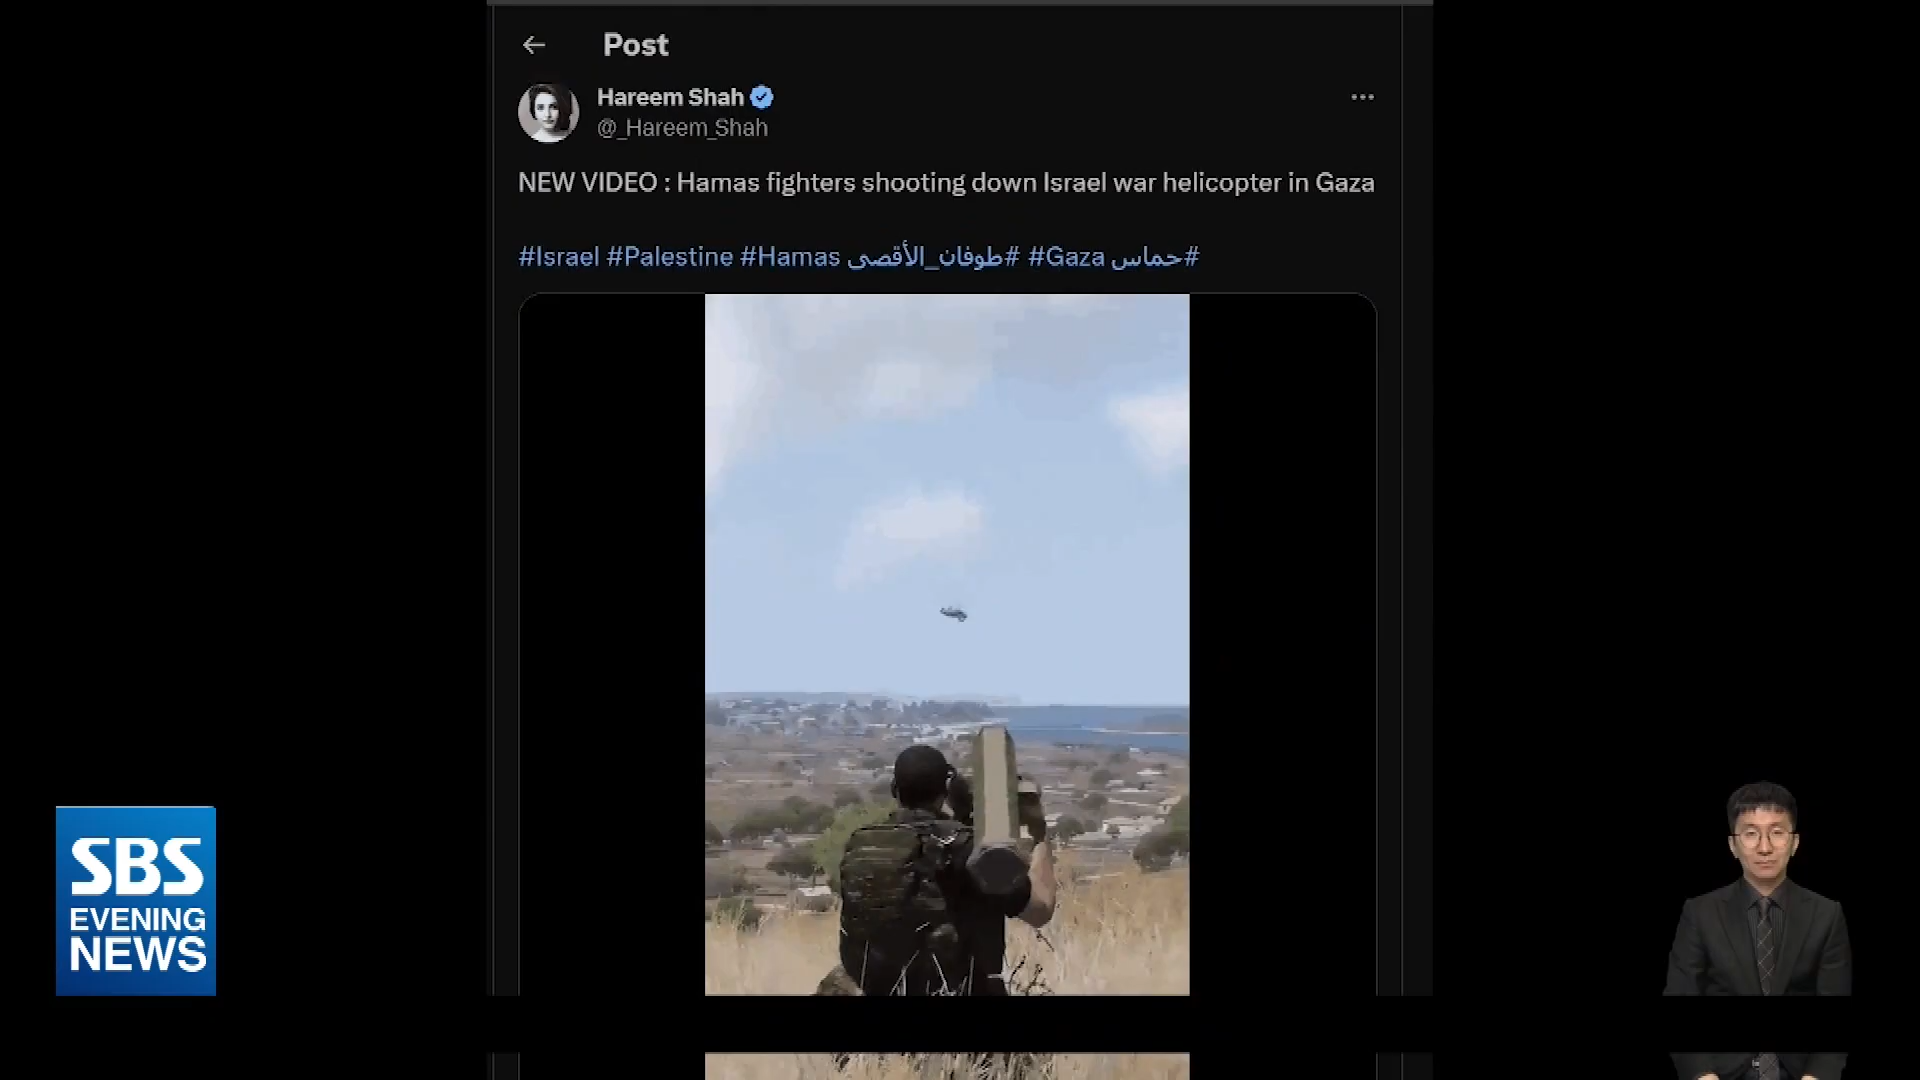 Post
Hareem Shah
@_Hareem_Shah
NEW VIDEO : Hamas fighters shooting down Israel war helicopter in Gaza
#Israel #Palestine #Hamas #طوفان_الأقصى #Gaza #حماس
SBS
EVENING
NEWS